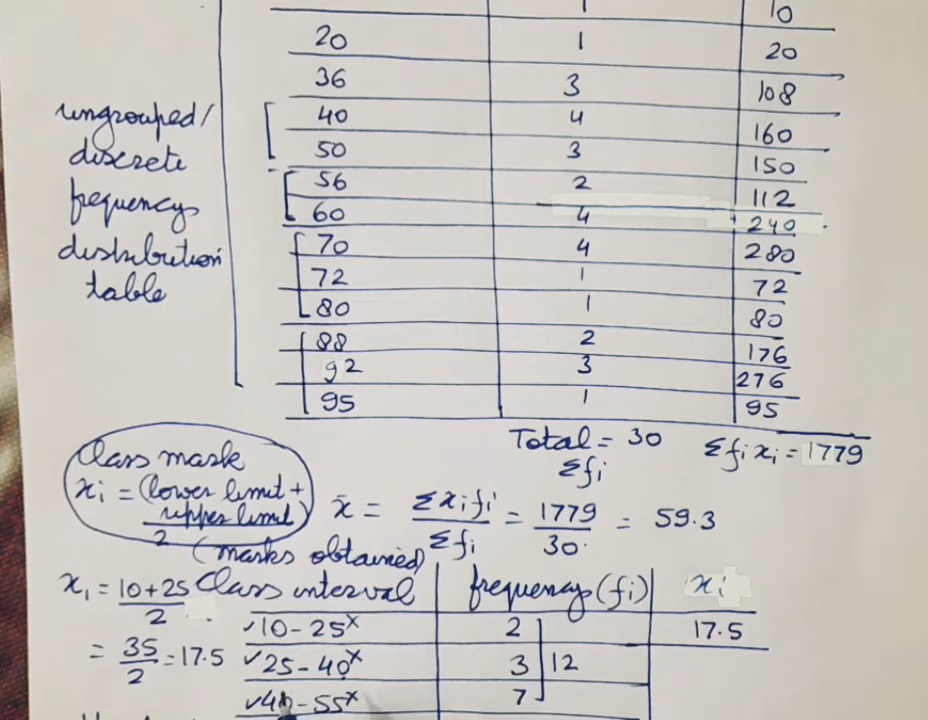 1 10
20 1 20
36 3 108
40 4 160
50 3 150
56 2 112
60 4 240
70 4 280
72 1 72
80 1 80
88 2 176
92 3 276
95 1 95
ungrouped/
discrete
frequency
distribution
table
Total = 30 Σfixi = 1779
Σfi
Class mark
xi = (lower limit +
upper limit)
2
x̄ = Σxifi / Σfi = 1779 / 30 = 59.3
(marks obtained)
x1 = 10+25 / 2
= 35 / 2 = 17.5
Class interval frequency (fi) xi
✓10-25x 2 17.5
✓25-40x 3 12
✓40-55x 7